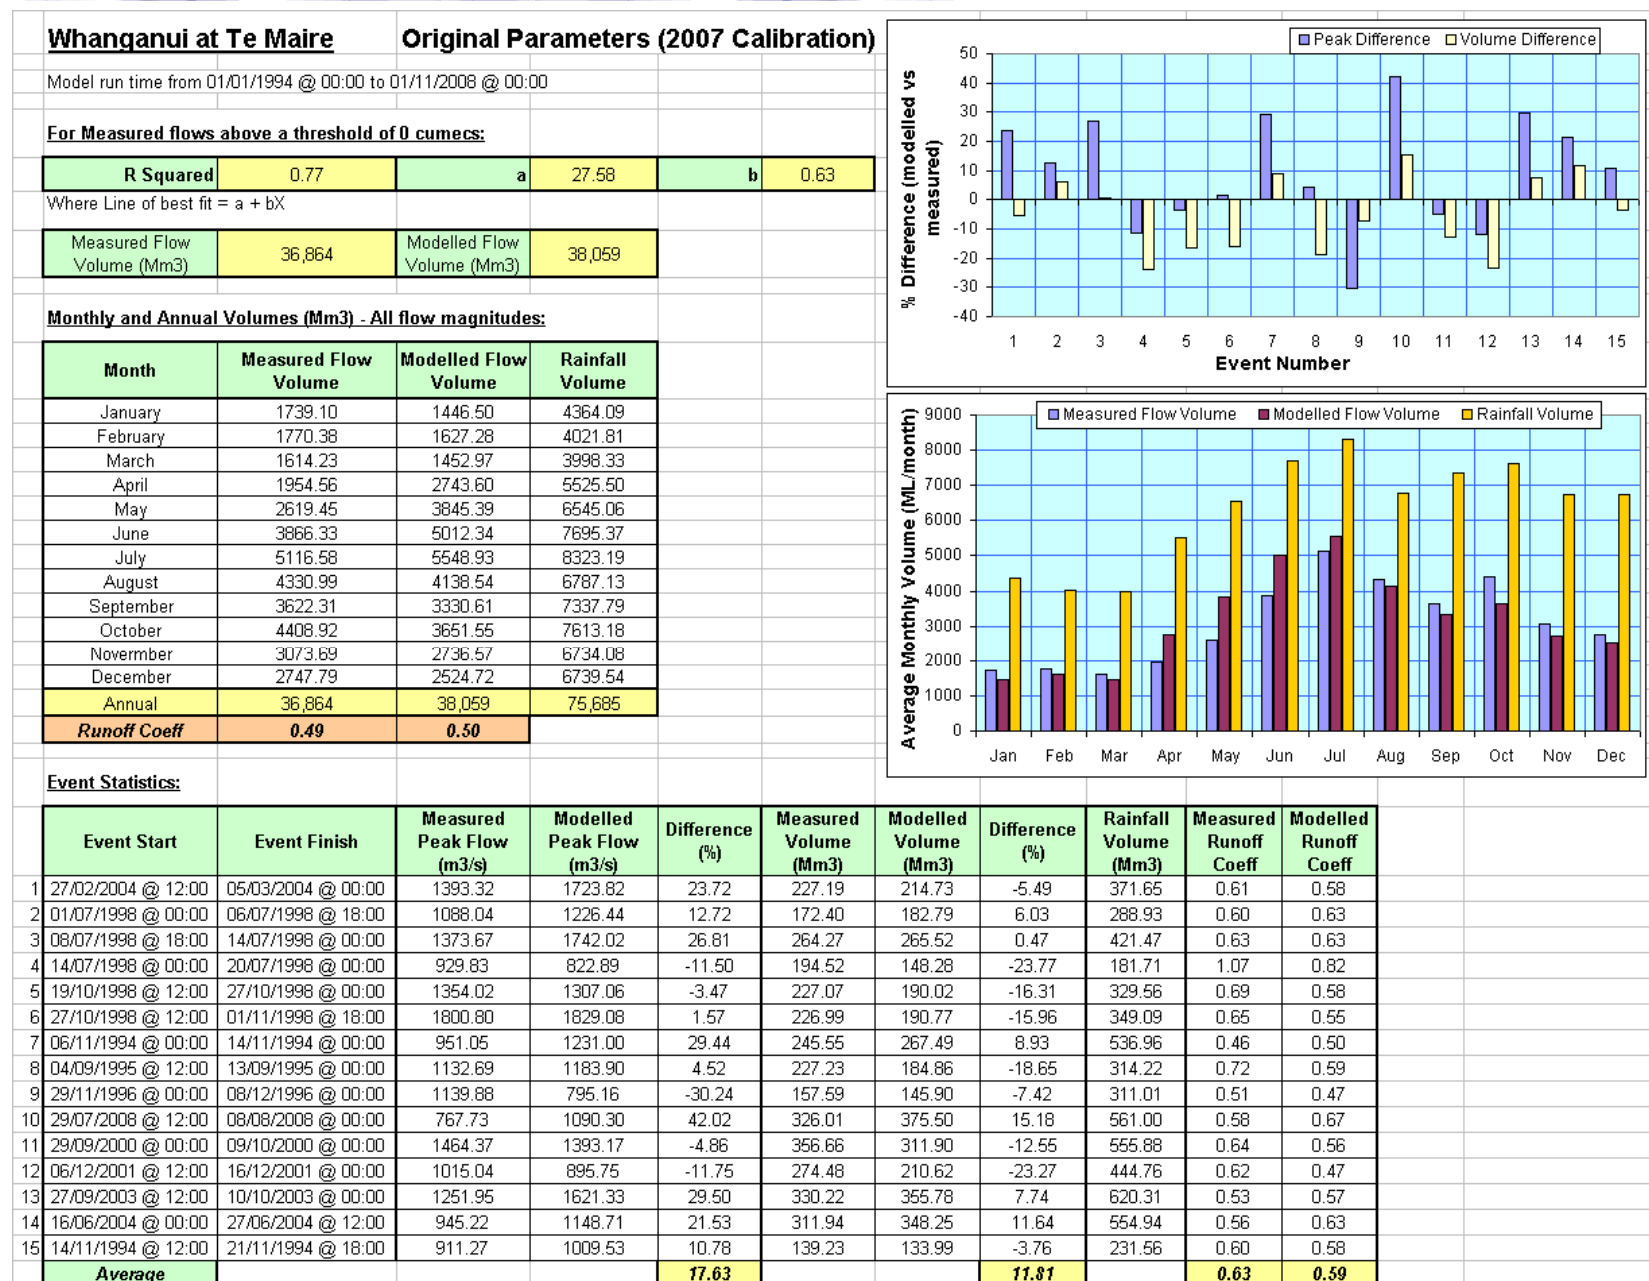 Whanganui at Te Maire Original Parameters (2007 Calibration)
Model run time from 01/01/1994 @ 00:00 to 01/11/2008 @ 00:00
For Measured flows above a threshold of 0 cumecs:
R Squared 0.77 a 27.58 b 0.63
Where Line of best fit = a + bX
Measured Flow Volume (Mm3) 36,864 Modelled Flow Volume (Mm3) 38,059
Monthly and Annual Volumes (Mm3) - All flow magnitudes:
Month Measured Flow Volume Modelled Flow Volume Rainfall Volume
January 1739.10 1446.50 4364.09
February 1770.38 1627.28 4021.81
March 1614.23 1452.97 3998.33
April 1954.56 2743.60 5525.50
May 2619.45 3845.39 6545.06
June 3866.33 5012.34 7695.37
July 5116.58 5548.93 8323.19
August 4330.99 4138.54 6787.13
September 3622.31 3330.61 7337.79
October 4408.92 3651.55 7613.18
Novermber 3073.69 2736.57 6734.08
December 2747.79 2524.72 6739.54
Annual 36,864 38,059 75,685
Runoff Coeff 0.49 0.50
Peak Difference Volume Difference
% Difference (modelled vs measured)
50
40
30
20
10
0
-10
-20
-30
-40
1 2 3 4 5 6 7 8 9 10 11 12 13 14 15
Event Number
Measured Flow Volume Modelled Flow Volume Rainfall Volume
Average Monthly Volume (ML/month)
9000
8000
7000
6000
5000
4000
3000
2000
1000
0
Jan Feb Mar Apr May Jun Jul Aug Sep Oct Nov Dec
Event Statistics:
Event Start Event Finish Measured Peak Flow (m3/s) Modelled Peak Flow (m3/s) Difference (%) Measured Volume (Mm3) Modelled Volume (Mm3) Difference (%) Rainfall Volume (Mm3) Measured Runoff Coeff Modelled Runoff Coeff
1 27/02/2004 @ 12:00 05/03/2004 @ 00:00 1393.32 1723.82 23.72 227.19 214.73 -5.49 371.65 0.61 0.58
2 01/07/1998 @ 00:00 06/07/1998 @ 18:00 1088.04 1226.44 12.72 172.40 182.79 6.03 288.93 0.60 0.63
3 08/07/1998 @ 18:00 14/07/1998 @ 00:00 1373.67 1742.02 26.81 264.27 265.52 0.47 421.47 0.63 0.63
4 14/07/1998 @ 00:00 20/07/1998 @ 00:00 929.83 822.89 -11.50 194.52 148.28 -23.77 181.71 1.07 0.82
5 19/10/1998 @ 12:00 27/10/1998 @ 00:00 1354.02 1307.06 -3.47 227.07 190.02 -16.31 329.56 0.69 0.58
6 27/10/1998 @ 12:00 01/11/1998 @ 18:00 1800.80 1829.08 1.57 226.99 190.77 -15.96 349.09 0.65 0.55
7 06/11/1994 @ 00:00 14/11/1994 @ 00:00 951.05 1231.00 29.44 245.55 267.49 8.93 536.96 0.46 0.50
8 04/09/1995 @ 12:00 13/09/1995 @ 00:00 1132.69 1183.90 4.52 227.23 184.86 -18.65 314.22 0.72 0.59
9 29/11/1996 @ 00:00 08/12/1996 @ 00:00 1139.88 795.16 -30.24 157.59 145.90 -7.42 311.01 0.51 0.47
10 29/07/2008 @ 12:00 08/08/2008 @ 00:00 767.73 1090.30 42.02 326.01 375.50 15.18 561.00 0.58 0.67
11 29/09/2000 @ 00:00 09/10/2000 @ 00:00 1464.37 1393.17 -4.86 356.66 311.90 -12.55 555.88 0.64 0.56
12 06/12/2001 @ 12:00 16/12/2001 @ 00:00 1015.04 895.75 -11.75 274.48 210.62 -23.27 444.76 0.62 0.47
13 27/09/2003 @ 12:00 10/10/2003 @ 00:00 1251.95 1621.33 29.50 330.22 355.78 7.74 620.31 0.53 0.57
14 16/06/2004 @ 00:00 27/06/2004 @ 12:00 945.22 1148.71 21.53 311.94 348.25 11.64 554.94 0.56 0.63
15 14/11/1994 @ 12:00 21/11/1994 @ 18:00 911.27 1009.53 10.78 139.23 133.99 -3.76 231.56 0.60 0.58
Average 17.63 11.81 0.63 0.59